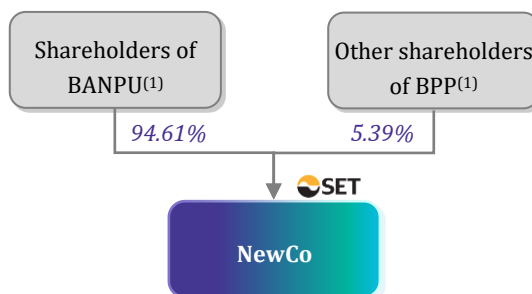 Shareholders of
BANPU(1)
Other shareholders
of BPP(1)
94.61%
5.39%
SET
NewCo